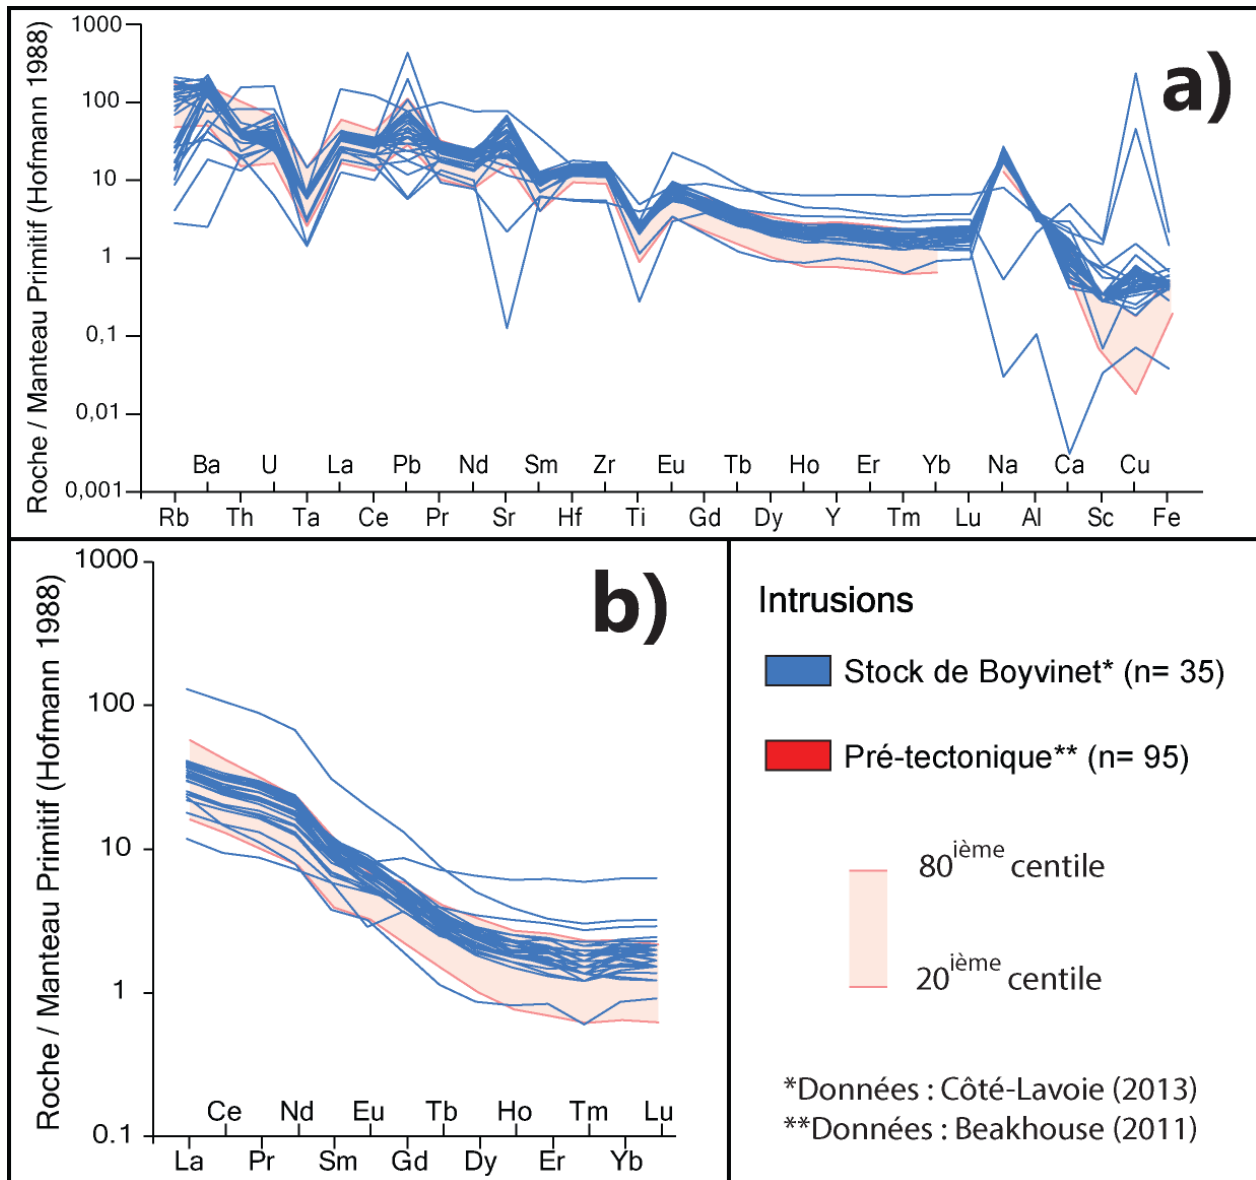 a)
Roche / Manteau Primitif (Hofmann 1988)
1000
100
10
1
0,1
0,01
0,001
Ba U La Pb Nd Sm Zr Eu Tb Ho Er Yb Na Ca Cu
Rb Th Ta Ce Pr Sr Hf Ti Gd Dy Y Tm Lu Al Sc Fe
b)
Roche / Manteau Primitif (Hofmann 1988)
1000
100
10
1
0.1
Ce Nd Eu Tb Ho Tm Lu
La Pr Sm Gd Dy Er Yb
Intrusions
Stock de Boyvinet* (n= 35)
Pré-tectonique** (n= 95)
80ième centile
20ième centile
*Données : Côté-Lavoie (2013)
**Données : Beakhouse (2011)